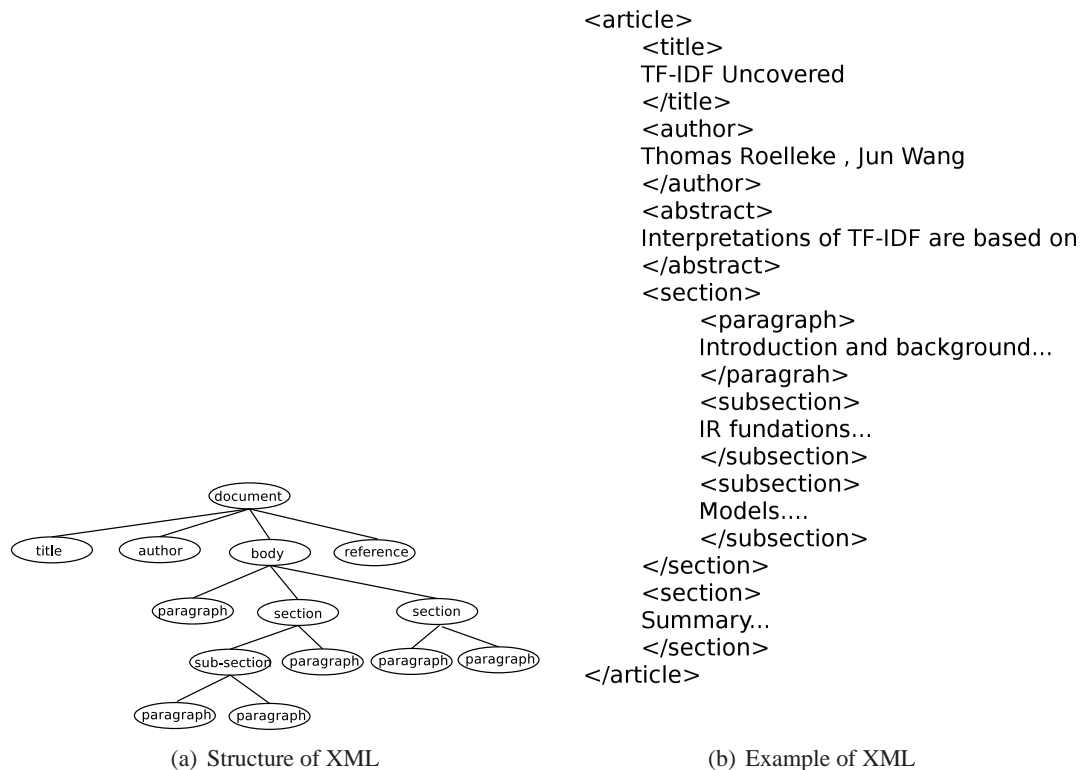 document
title author body reference
paragraph section section
sub-section paragraph paragraph paragraph
paragraph paragraph
(a) Structure of XML
<article>
<title>
TF-IDF Uncovered
</title>
<author>
Thomas Roelleke , Jun Wang
</author>
<abstract>
Interpretations of TF-IDF are based on
</abstract>
<section>
<paragraph>
Introduction and background...
</paragrah>
<subsection>
IR fundations...
</subsection>
<subsection>
Models....
</subsection>
</section>
<section>
Summary...
</section>
</article>
(b) Example of XML